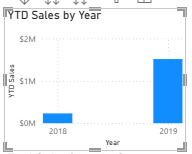 YTD Sales by Year
$2M
$1M
$0M
YTD Sales
2018
2019
Year